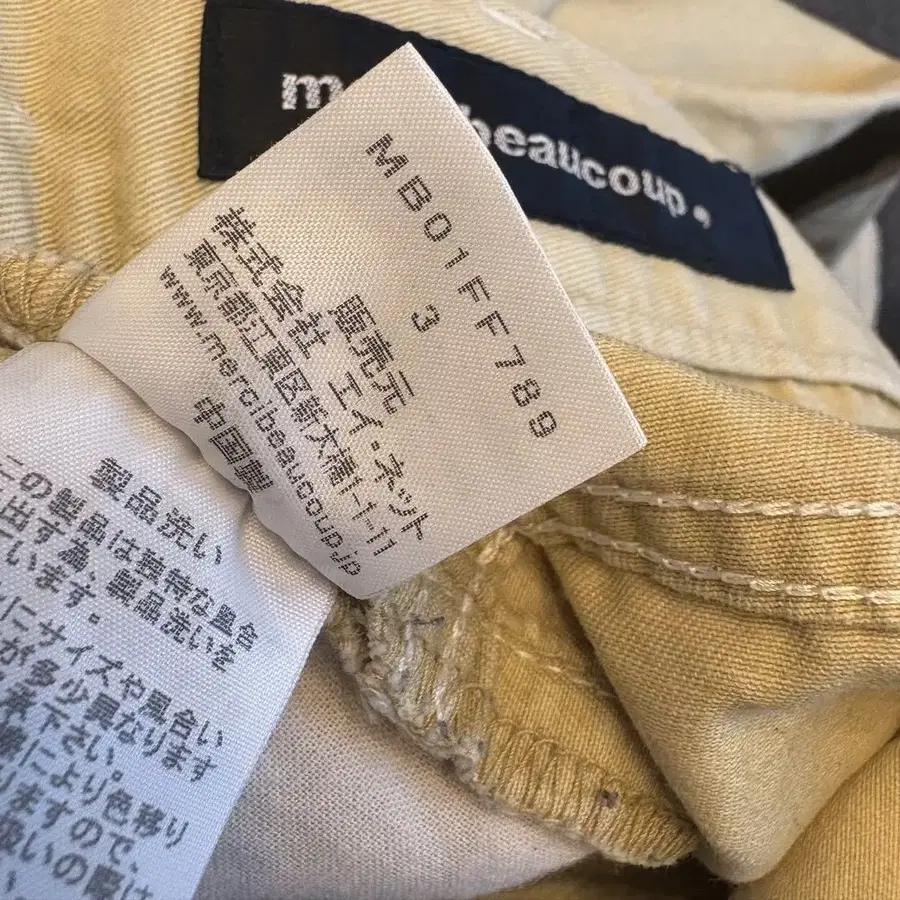 beaucoup,
MB01FF789
3
販売元
株式会社 エイ・ネット
東京都江東区新大橋1-1-11
www.mercibeaucoup.jp
中国製
製品洗い
この製品は独特な風合
出す為、製品洗いを
います。
にサイズや風合い
が多少異なります
承下さい。
により色移り
ますので、
扱いの際は